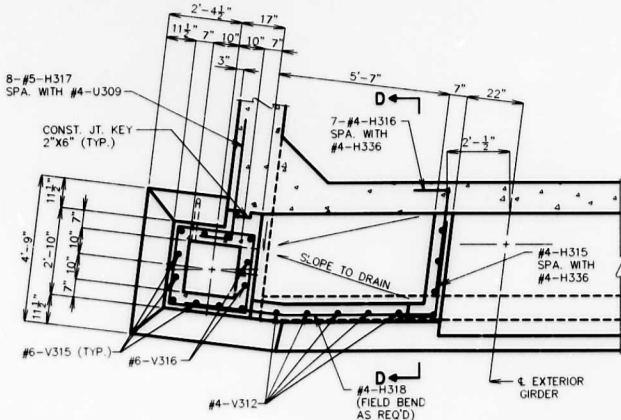 2'-4½"
17"
11½"
7"
10"
10"
7"
3"
8-#5-H317
SPA. WITH #4-U309
CONST. JT. KEY
2"X6" (TYP.)
5'-7"
7"
22"
D
7-#4-H316
SPA. WITH
#4-H336
2'-½"
4'-9"
11½"
2'-10"
11½"
7"
10"
10"
7"
SLOPE TO DRAIN
#4-H315
SPA. WITH
#4-H336
#6-V315 (TYP.)
#6-V316
#4-V312
#4-H318
(FIELD BEND
AS REQ'D)
D
℄ EXTERIOR
GIRDER